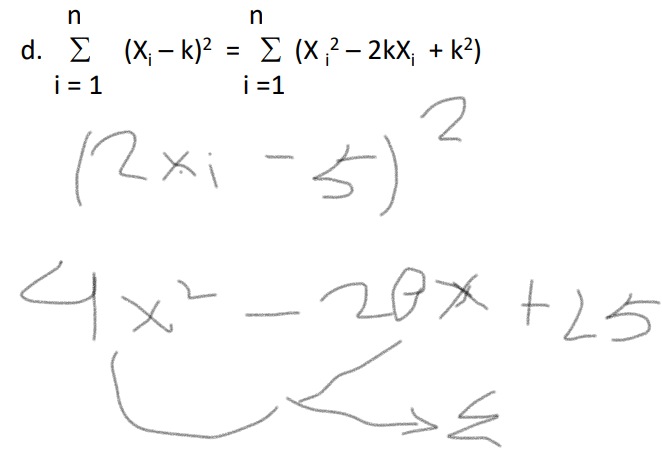 n n
d. Σ (Xᵢ – k)² = Σ (Xᵢ² – 2kXᵢ + k²)
i = 1 i =1
(2xi - 5)²
4x² - 20x + 25
Σ